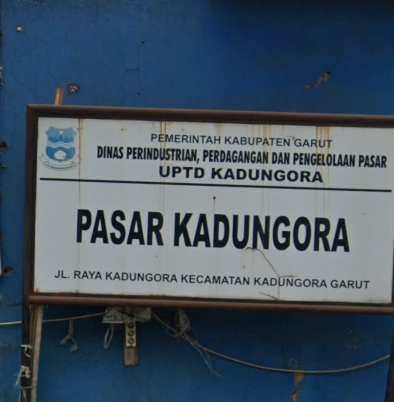 PEMERINTAH KABUPATEN GARUT
DINAS PERINDUSTRIAN, PERDAGANGAN DAN PENGELOLAAN PASAR
UPTD KADUNGORA
PASAR KADUNGORA
JL. RAYA KADUNGORA KECAMATAN KADUNGORA GARUT